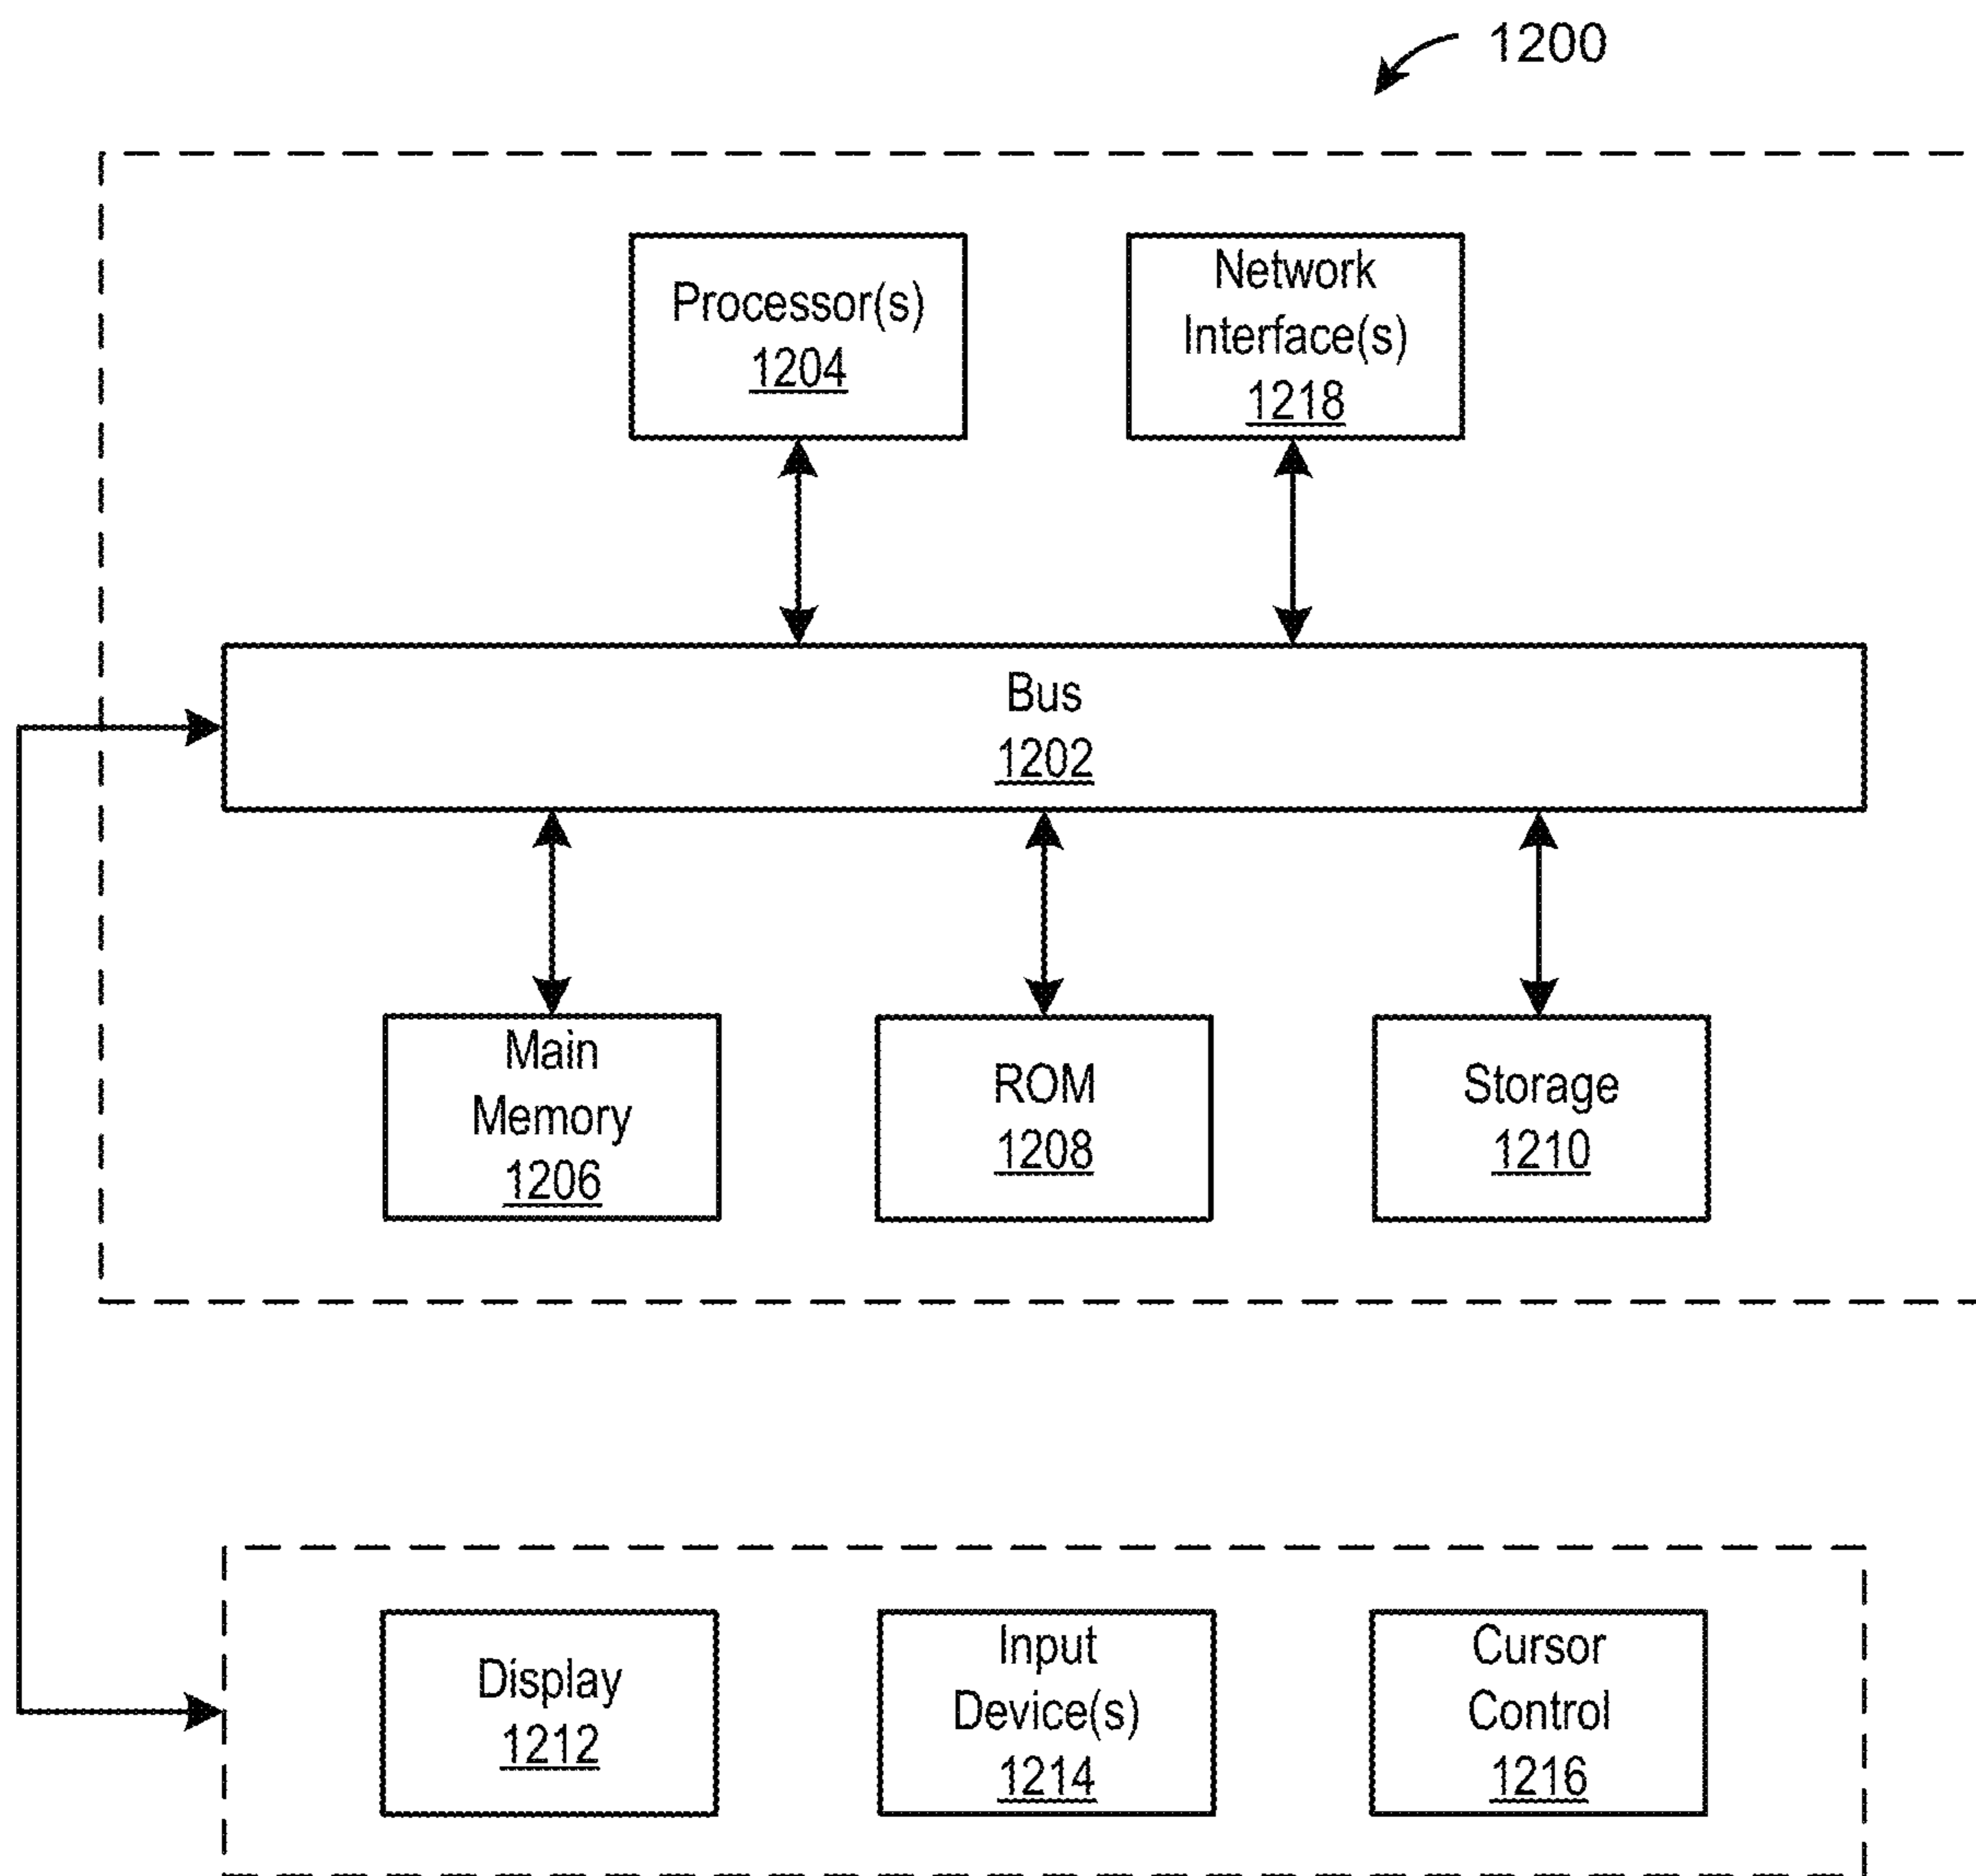 1200
Processor(s)
1204
Network
Interface(s)
1218
Bus
1202
Main
Memory
1206
ROM
1208
Storage
1210
Display
1212
Input
Device(s)
1214
Cursor
Control
1216